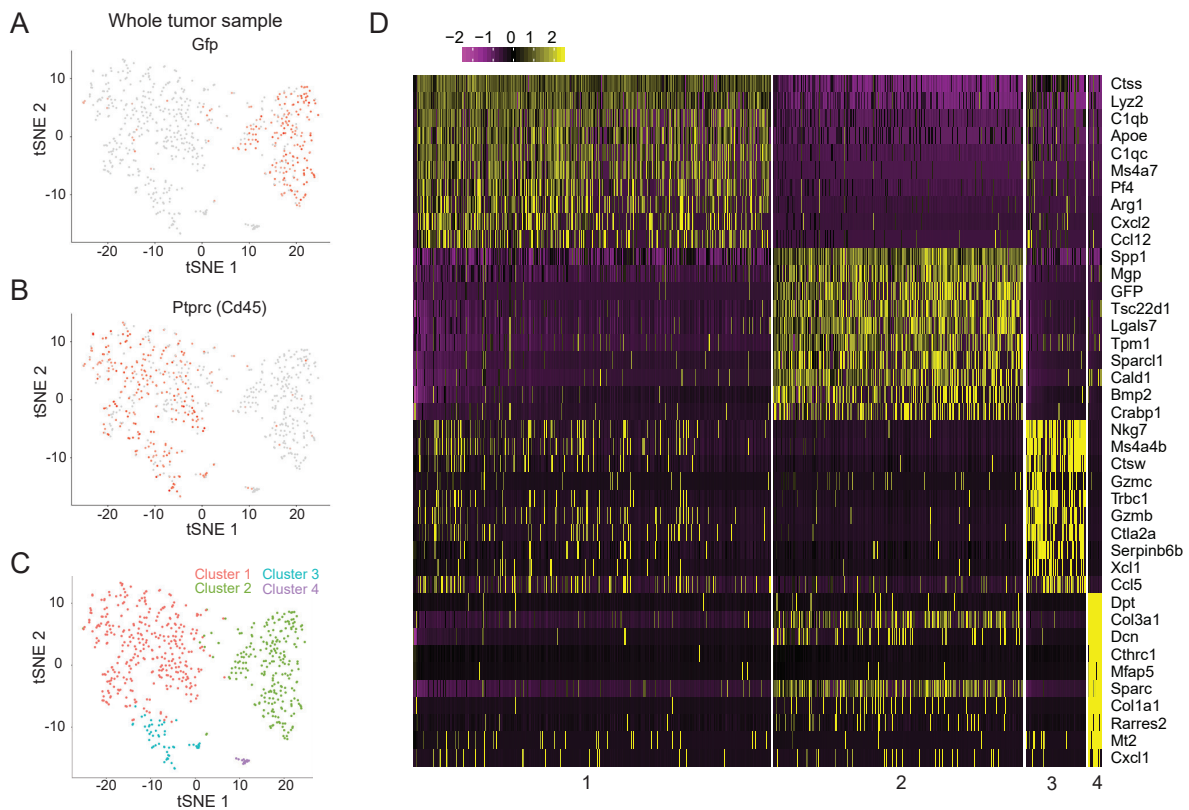 A
Whole tumor sample
Gfp
10
0
-10
tSNE 2
-20
-10
0
10
20
tSNE 1
B
Ptprc (Cd45)
10
0
-10
tSNE 2
-20
-10
0
10
20
tSNE 1
C
Cluster 1
Cluster 3
Cluster 2
Cluster 4
10
0
-10
tSNE 2
-20
-10
0
10
20
tSNE 1
D
−2
−1
0
1
2
Ctss
Lyz2
C1qb
Apoe
C1qc
Ms4a7
Pf4
Arg1
Cxcl2
Ccl12
Spp1
Mgp
GFP
Tsc22d1
Lgals7
Tpm1
Sparcl1
Cald1
Bmp2
Crabp1
Nkg7
Ms4a4b
Ctsw
Gzmc
Trbc1
Gzmb
Ctla2a
Serpinb6b
Xcl1
Ccl5
Dpt
Col3a1
Dcn
Cthrc1
Mfap5
Sparc
Col1a1
Rarres2
Mt2
Cxcl1
1
2
3
4